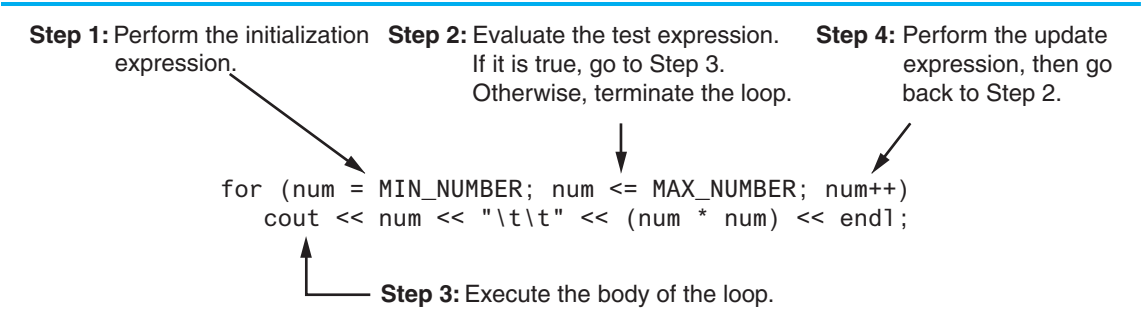 Step 1: Perform the initialization expression.
Step 2: Evaluate the test expression.
If it is true, go to Step 3.
Otherwise, terminate the loop.
Step 4: Perform the update
expression, then go
back to Step 2.
for (num = MIN_NUMBER; num <= MAX_NUMBER; num++)
cout << num << "\t\t" << (num * num) << endl;
Step 3: Execute the body of the loop.